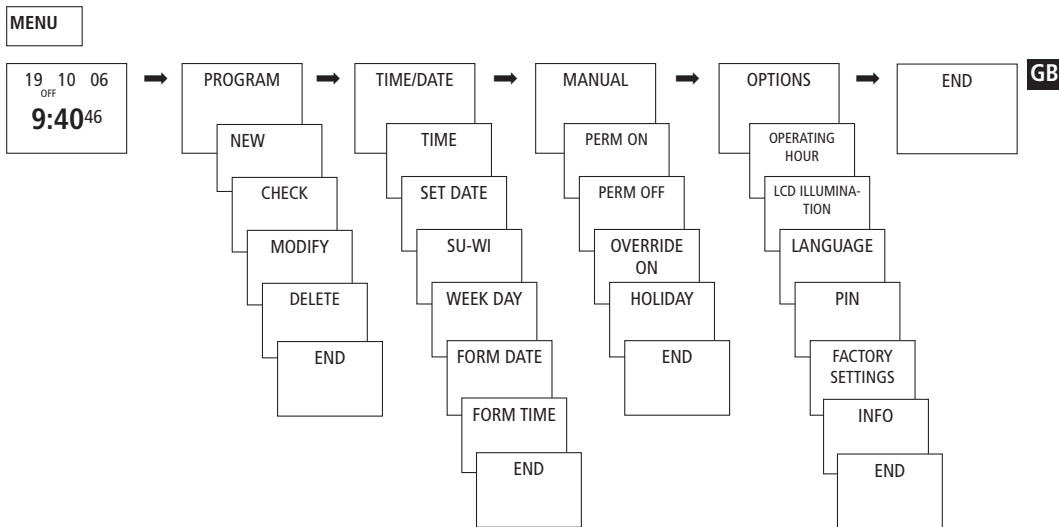 MENU
19 10 06
OFF
9:40 46
PROGRAM
NEW
CHECK
MODIFY
DELETE
END
TIME/DATE
TIME
SET DATE
SU-WI
WEEK DAY
FORM DATE
FORM TIME
END
MANUAL
PERM ON
PERM OFF
OVERRIDE
ON
HOLIDAY
END
OPTIONS
OPERATING
HOUR
LCD ILLUMINA-
TION
LANGUAGE
PIN
FACTORY
SETTINGS
INFO
END
END
GB